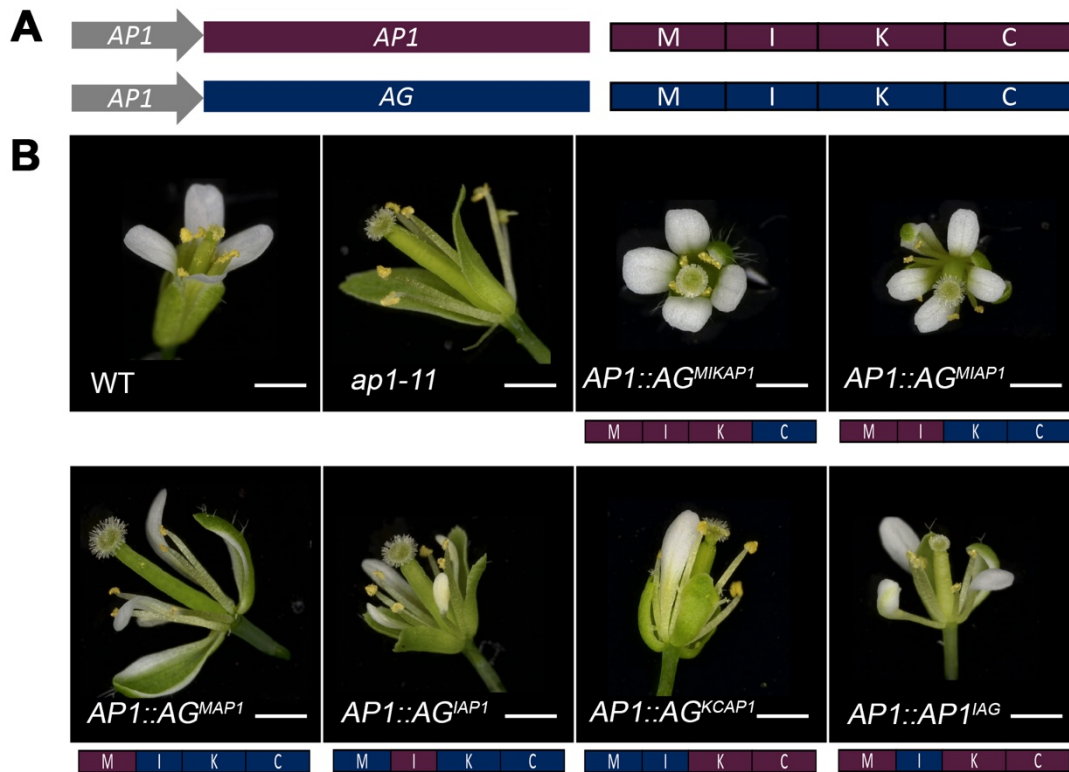 A
AP1 AP1 M I K C
AP1 AG M I K C
B
WT ap1-11 AP1::AG^MIKAP1 AP1::AG^MIAP1
M I K C M I K C
AP1::AG^MAP1 AP1::AG^IAP1 AP1::AG^KCAP1 AP1::AP1^IAG
M I K C M I K C M I K C M I K C